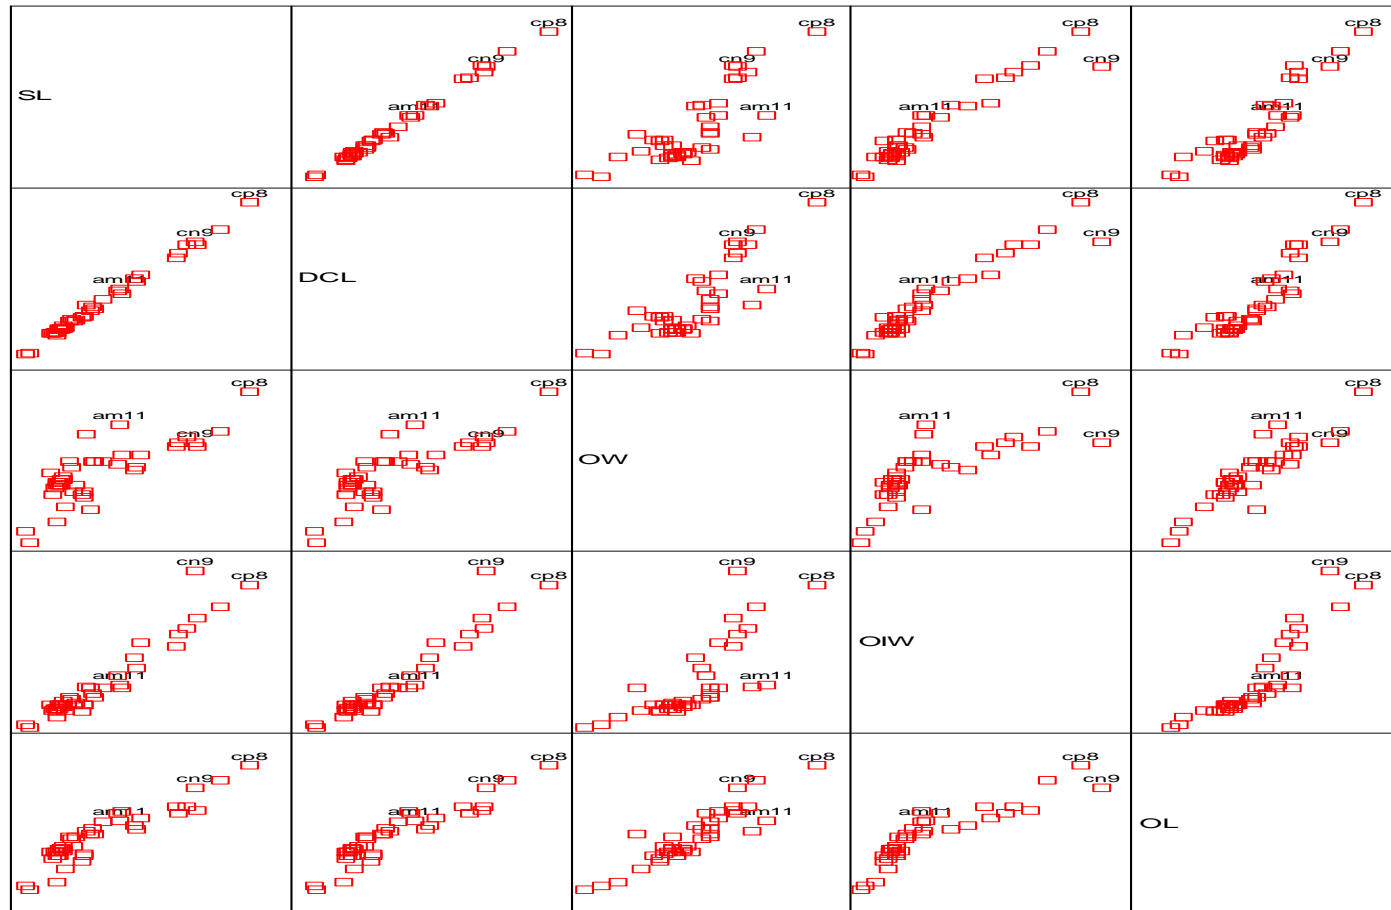 cp8 cp8 cp8 cp8
cn9 cn9 cn9 cn9
SL am11 am11 am11 am11
cp8 cp8 cp8 cp8
cn9 cn9 cn9 cn9
am11 DCL am11 am11 am11
cp8 cp8 cp8 cp8
am11 am11 am11 am11
cn9 cn9 OW cn9 cn9
cn9 cn9 cn9 cn9
cp8 cp8 cp8 cp8
OIW
am11 am11 am11 am11
cp8 cp8 cp8 cp8
cn9 cn9 cn9 cn9
am11 am11 am11 am11 OL